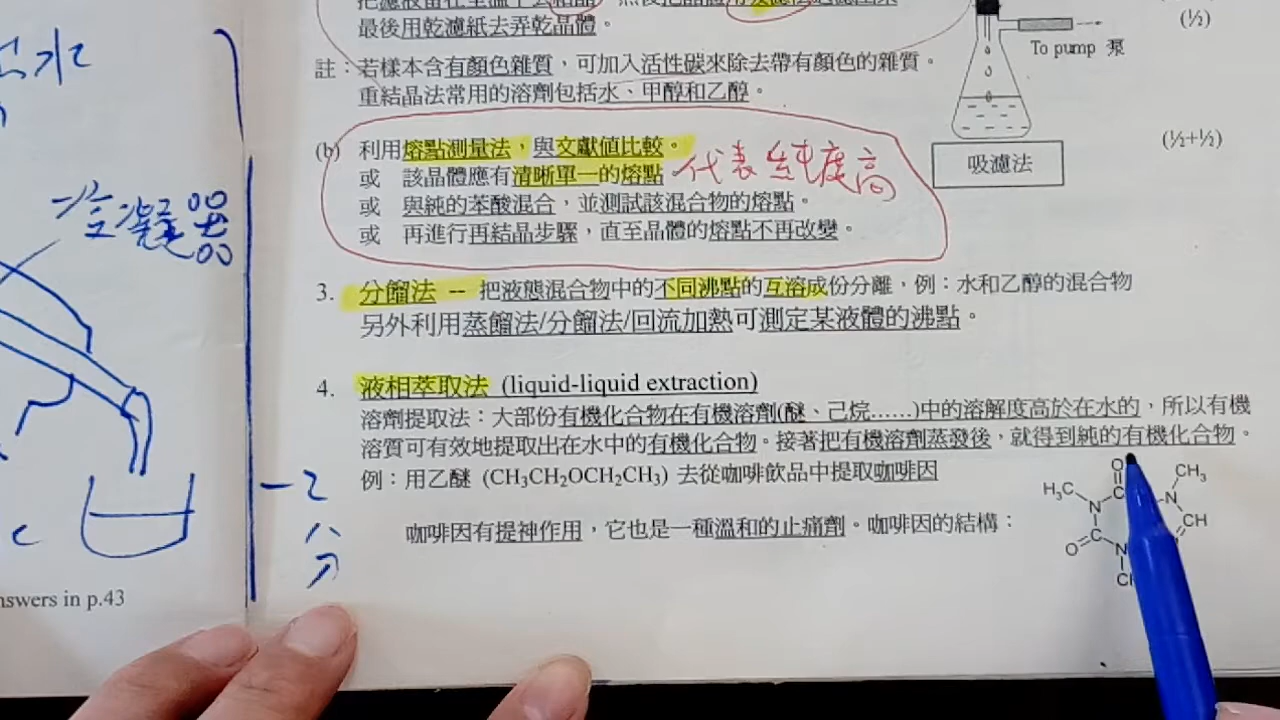 最後用乾濾紙去弄乾晶體。
(½)
To pump 泵
註：若樣本含有顏色雜質，可加入活性碳來除去帶有顏色的雜質。
重結晶法常用的溶劑包括水、甲醇和乙醇。
(½+½)
吸濾法
(b) 利用熔點測量法，與文獻值比較。
或 該晶體應有清晰單一的熔點 代表純度高
或 與純的苯酸混合，並測試該混合物的熔點。
或 再進行再結晶步驟，直至晶體的熔點不再改變。
冷凝器
3. 分餾法 -- 把液態混合物中的不同沸點的互溶成份分離，例：水和乙醇的混合物
另外利用蒸餾法/分餾法/回流加熱可測定某液體的沸點。
4. 液相萃取法 (liquid-liquid extraction)
溶劑提取法：大部份有機化合物在有機溶劑(醚、己烷……)中的溶解度高於在水的，所以有機
溶質可有效地提取出在水中的有機化合物。接著把有機溶劑蒸發後，就得到純的有機化合物。
例：用乙醚 (CH₃CH₂OCH₂CH₃) 去從咖啡飲品中提取咖啡因
咖啡因有提神作用，它也是一種溫和的止痛劑。咖啡因的結構：
O
CH₃
H₃C
C
N
N
CH
C
O
N
nswers in p.43